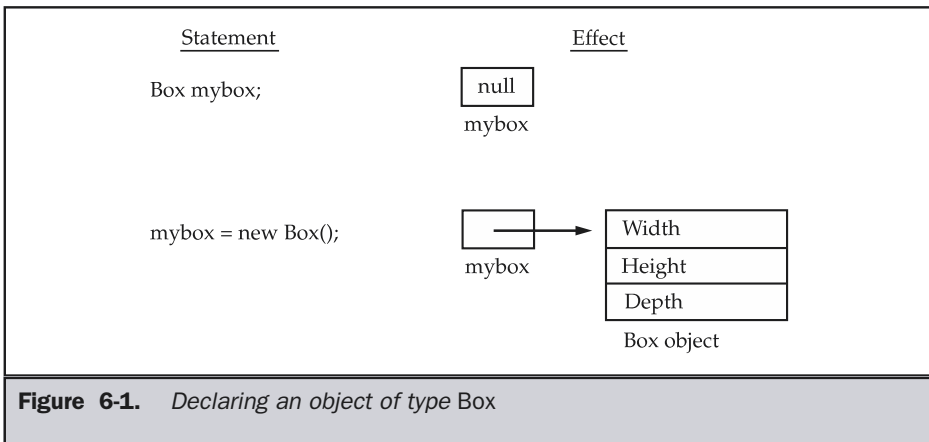 Statement
Effect
Box mybox;
null
mybox
mybox = new Box();
mybox
Width
Height
Depth
Box object
Figure 6-1. Declaring an object of type Box